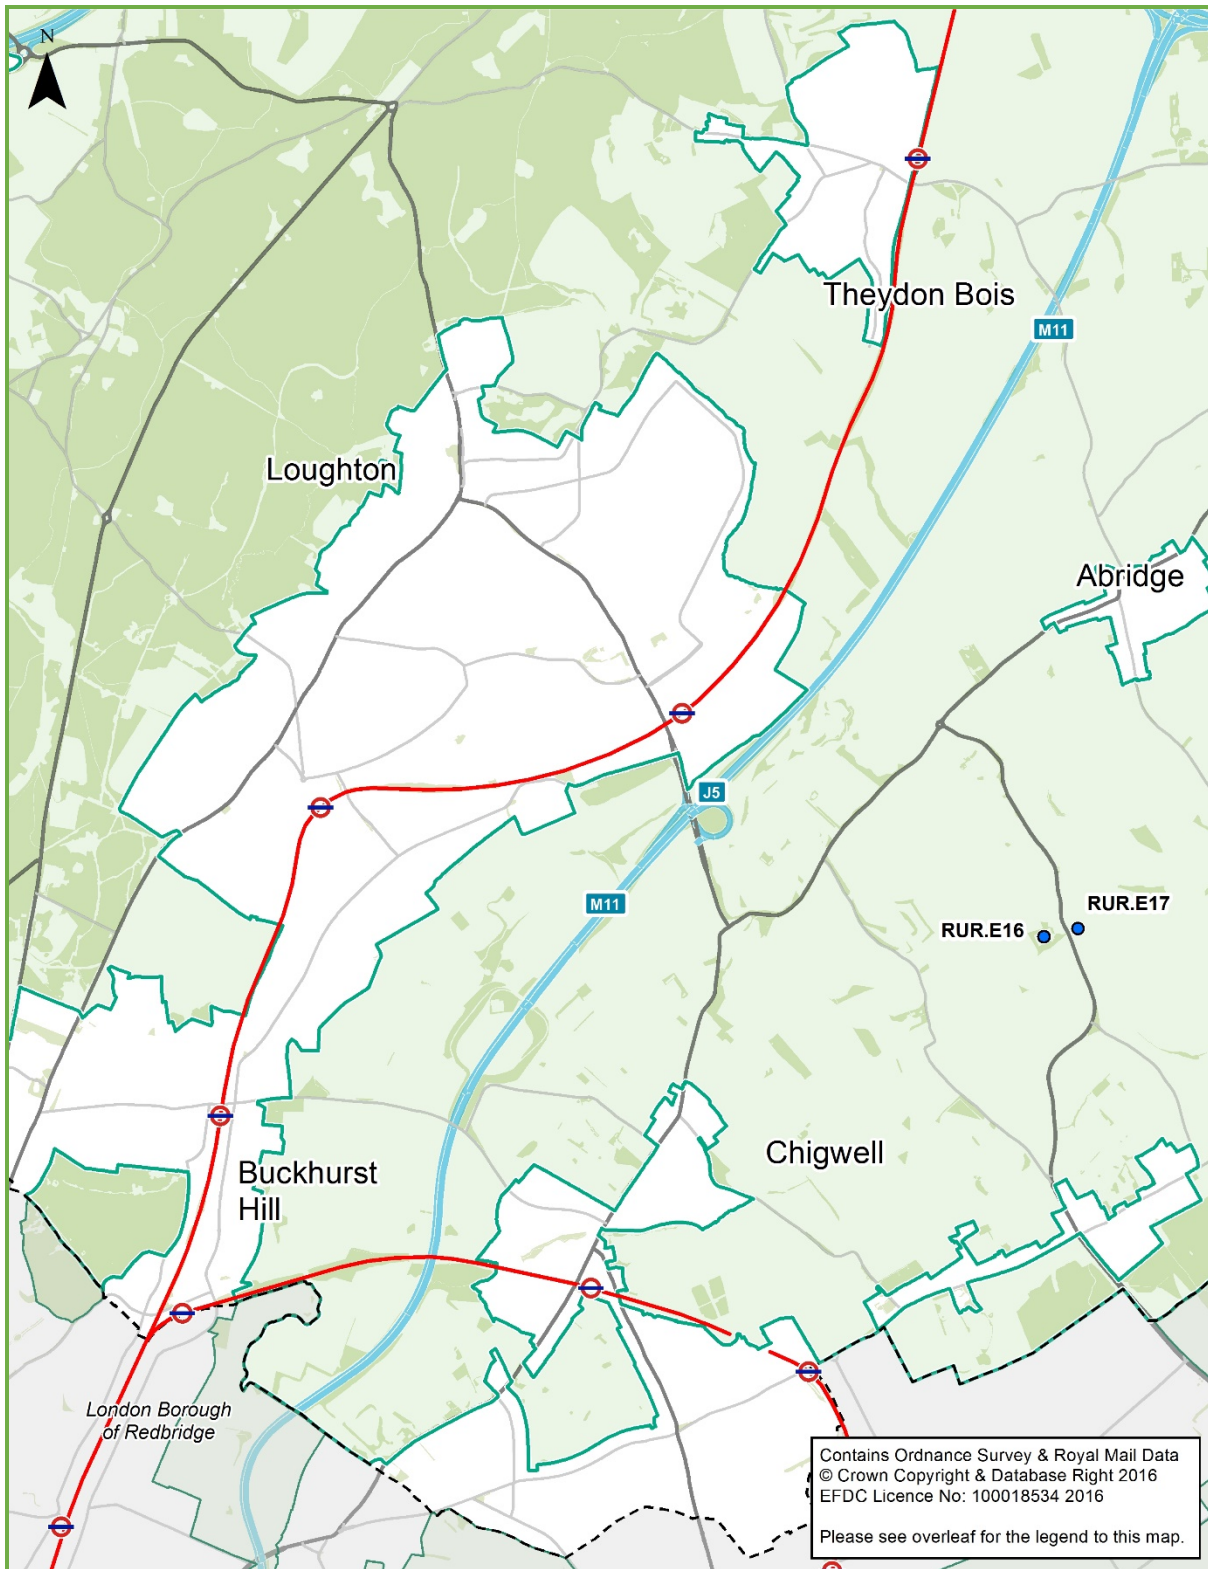 N
Theydon Bois
M11
Loughton
Abridge
J5
M11
RUR.E17
RUR.E16
Chigwell
Buckhurst
Hill
London Borough
of Redbridge
Contains Ordnance Survey & Royal Mail Data
© Crown Copyright & Database Right 2016
EFDC Licence No: 100018534 2016
Please see overleaf for the legend to this map.